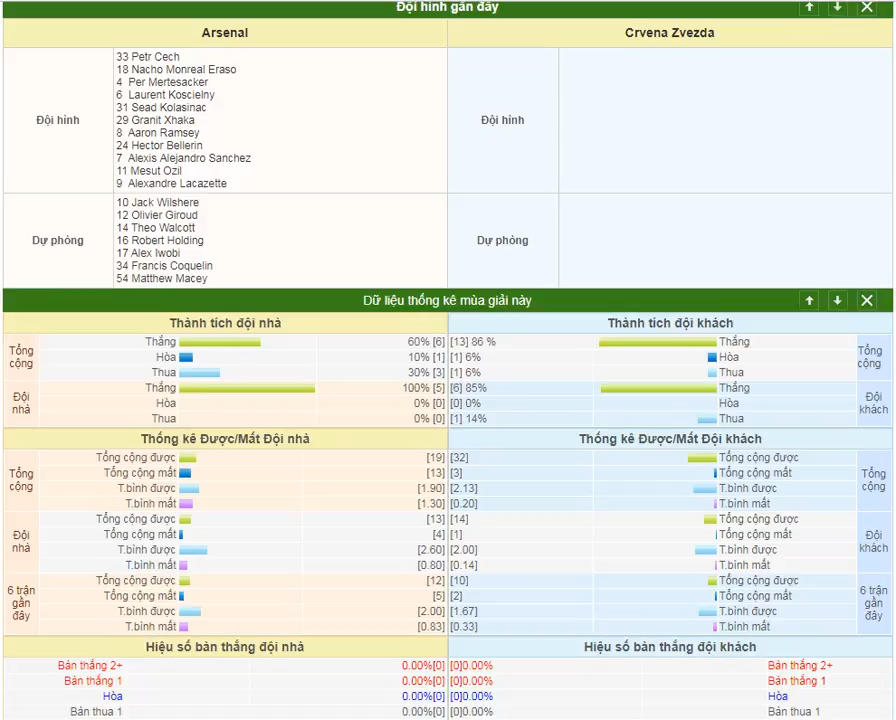 Đội hình gần đây
Arsenal
Crvena Zvezda
Đội hình
33 Petr Cech
18 Nacho Monreal Eraso
4 Per Mertesacker
6 Laurent Koscielny
31 Sead Kolasinac
29 Granit Xhaka
8 Aaron Ramsey
24 Hector Bellerin
7 Alexis Alejandro Sanchez
11 Mesut Ozil
9 Alexandre Lacazette
Đội hình
Dự phòng
10 Jack Wilshere
12 Olivier Giroud
14 Theo Walcott
16 Robert Holding
17 Alex Iwobi
34 Francis Coquelin
54 Matthew Macey
Dự phòng
Dữ liệu thống kê mùa giải này
Thành tích đội nhà
Thành tích đội khách
Tổng cộng
Thắng 60% [6] [13] 86 % Thắng
Hòa 10% [1] [1] 6% Hòa
Thua 30% [3] [1] 6% Thua
Tổng cộng
Đội nhà
Thắng 100% [5] [6] 85% Thắng
Hòa 0% [0] [0] 0% Hòa
Thua 0% [0] [1] 14% Thua
Đội khách
Thống kê Được/Mất Đội nhà
Thống kê Được/Mất Đội khách
Tổng cộng
Tổng cộng được [19] [32] Tổng cộng được
Tổng cộng mất [13] [3] Tổng cộng mất
T.bình được [1.90] [2.13] T.bình được
T.bình mất [1.30] [0.20] T.bình mất
Tổng cộng
Đội nhà
Tổng cộng được [13] [14] Tổng cộng được
Tổng cộng mất [4] [1] Tổng cộng mất
T.bình được [2.60] [2.00] T.bình được
T.bình mất [0.80] [0.14] T.bình mất
Đội khách
6 trận gần đây
Tổng cộng được [12] [10] Tổng cộng được
Tổng cộng mất [5] [2] Tổng cộng mất
T.bình được [2.00] [1.67] T.bình được
T.bình mất [0.83] [0.33] T.bình mất
6 trận gần đây
Hiệu số bàn thắng đội nhà
Hiệu số bàn thắng đội khách
Bàn thắng 2+ 0.00%[0] [0]0.00% Bàn thắng 2+
Bàn thắng 1 0.00%[0] [0]0.00% Bàn thắng 1
Hòa 0.00%[0] [0]0.00% Hòa
Bàn thua 1 0.00%[0] [0]0.00% Bàn thua 1